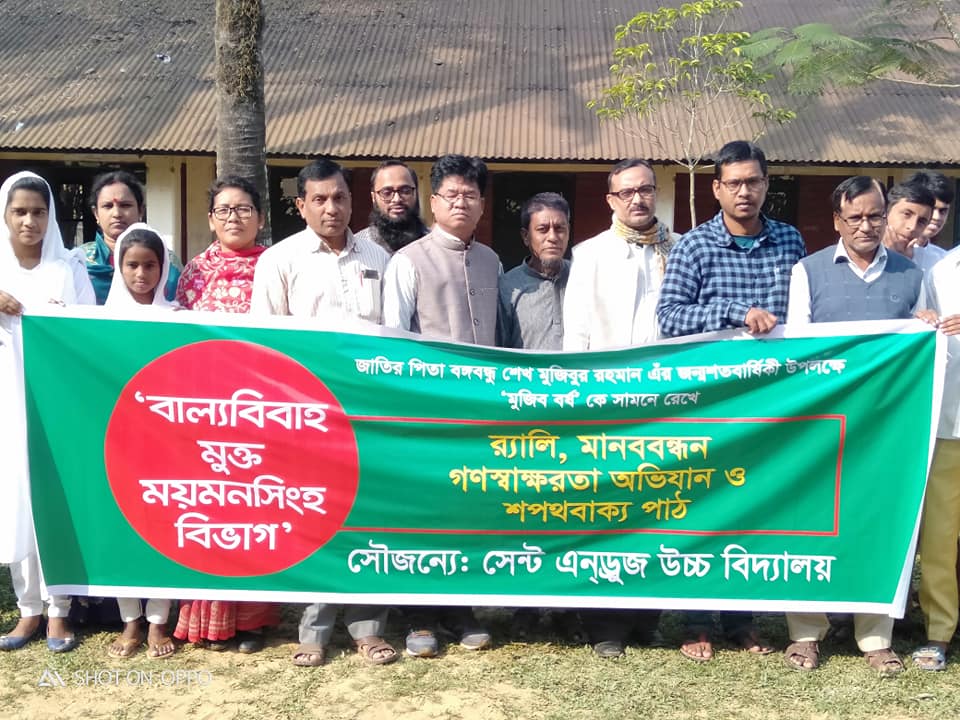 জাতির পিতা বঙ্গবন্ধু শেখ মুজিবুর রহমান এঁর জন্মশতবার্ষিকী উপলক্ষে
‘মুজিব বর্ষ’ কে সামনে রেখে
‘বাল্যবিবাহ
মুক্ত
ময়মনসিংহ
বিভাগ’
র‍্যালি, মানববন্ধন
গণস্বাক্ষরতা অভিযান ও
শপথবাক্য পাঠ
সৌজন্যে: সেন্ট এন্ড্রুজ উচ্চ বিদ্যালয়
SHOT ON OPPO